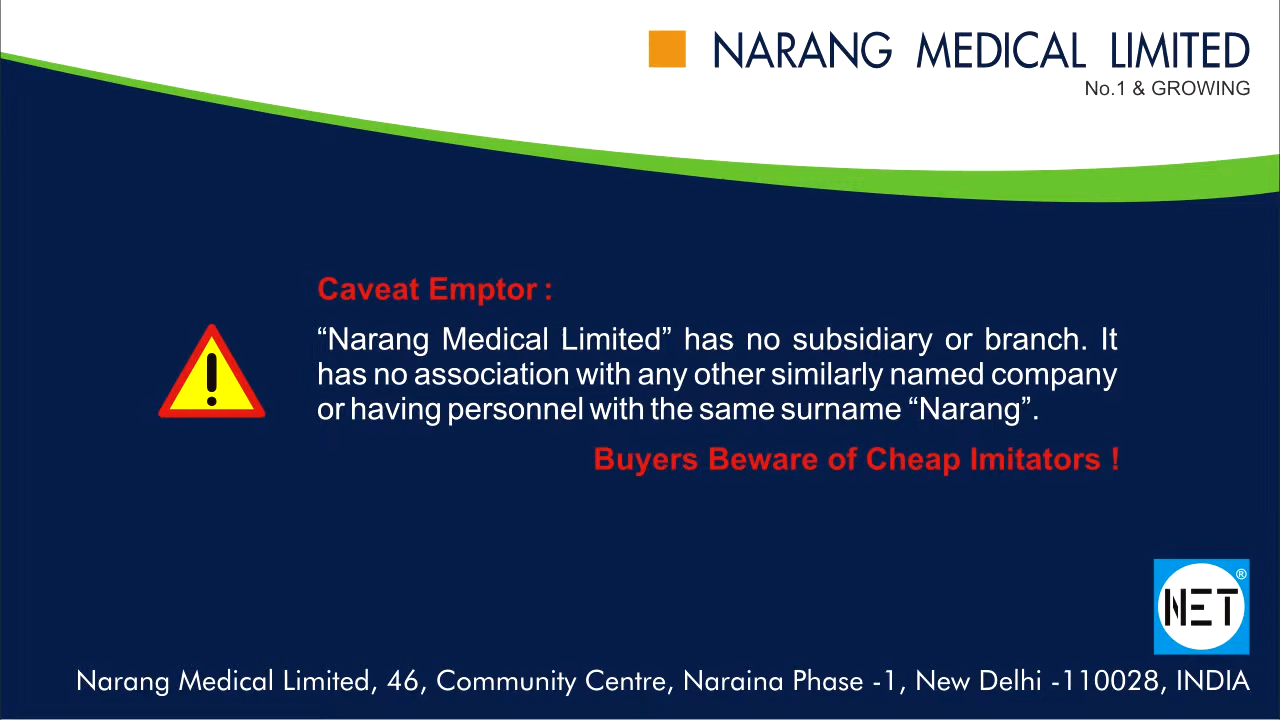 NARANG MEDICAL LIMITED
No.1 & GROWING
Caveat Emptor :
“Narang Medical Limited” has no subsidiary or branch. It
has no association with any other similarly named company
or having personnel with the same surname “Narang”.
Buyers Beware of Cheap Imitators !
NET®
Narang Medical Limited, 46, Community Centre, Naraina Phase -1, New Delhi -110028, INDIA